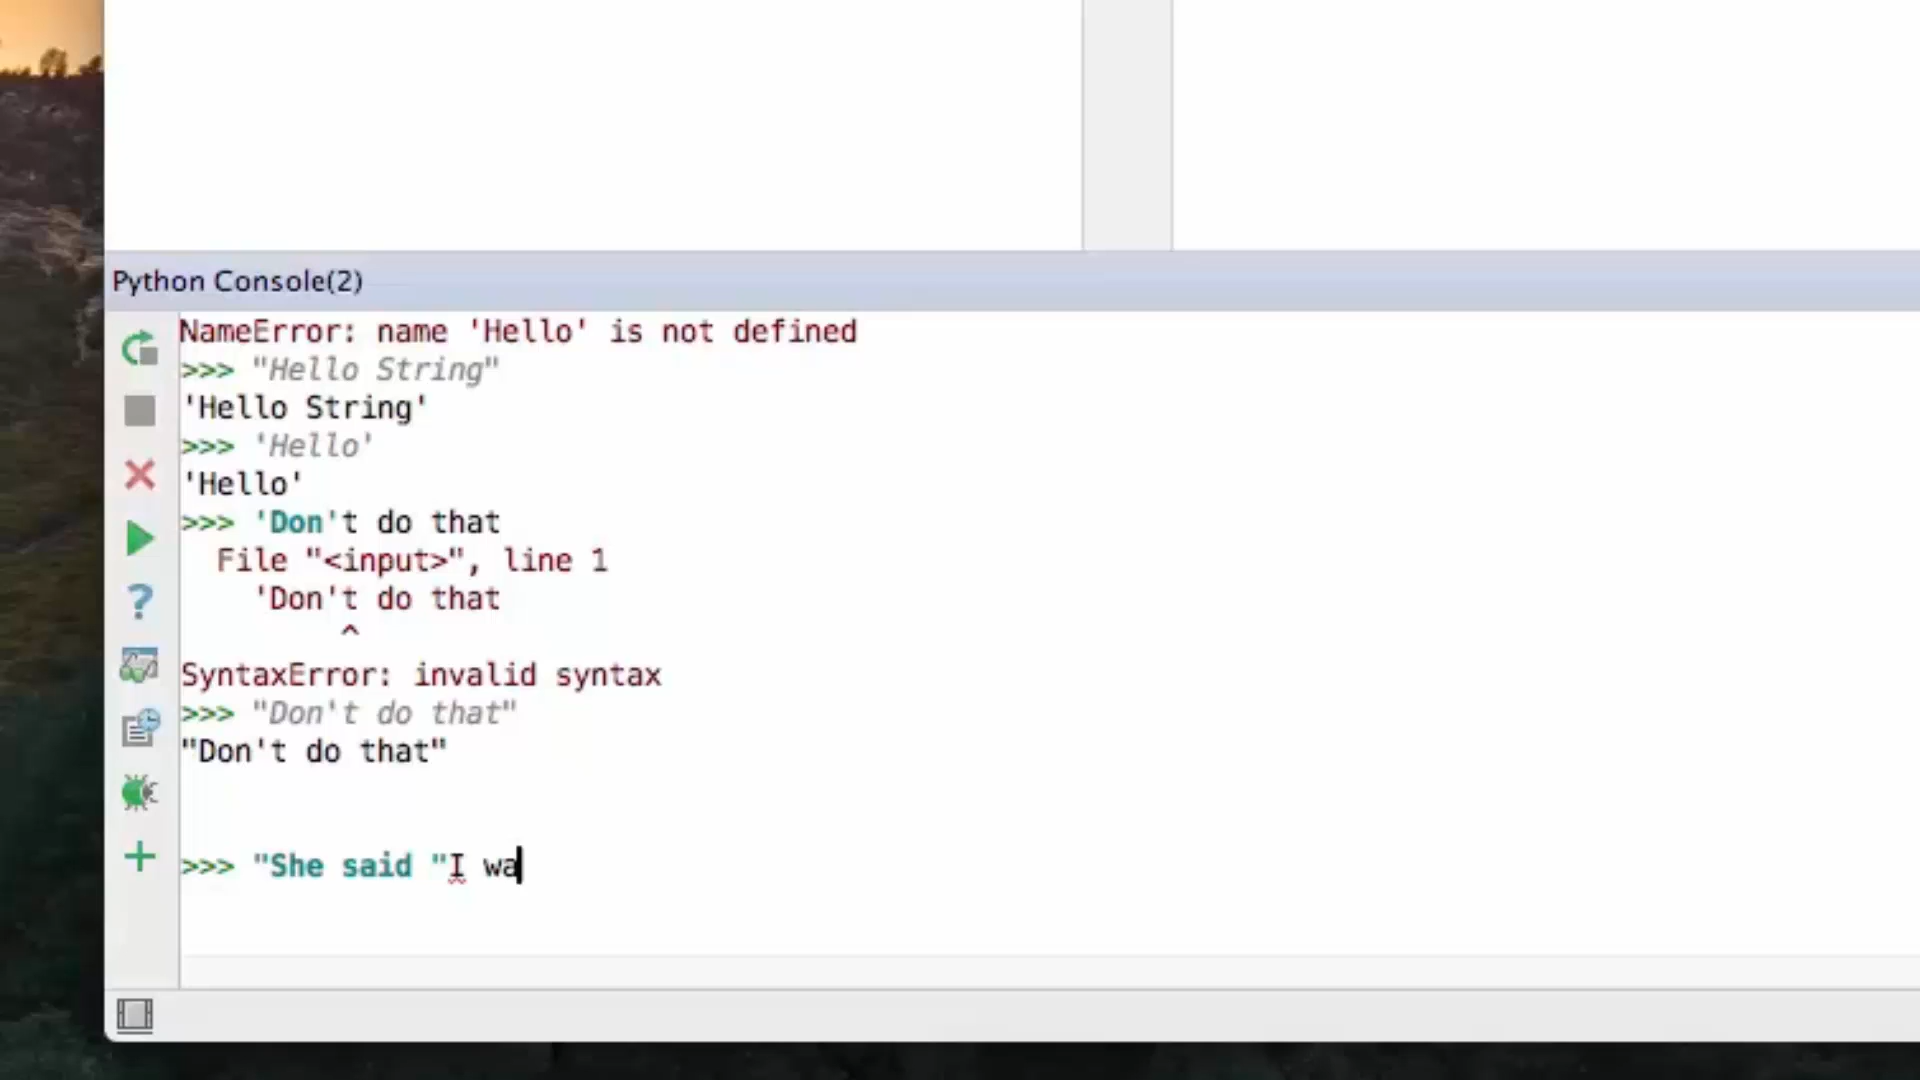 Python Console(2)
NameError: name 'Hello' is not defined
>>> "Hello String"
'Hello String'
>>> 'Hello'
'Hello'
>>> 'Don't do that
File "<input>", line 1
'Don't do that
^
SyntaxError: invalid syntax
>>> "Don't do that"
"Don't do that"
>>> "She said "I wa